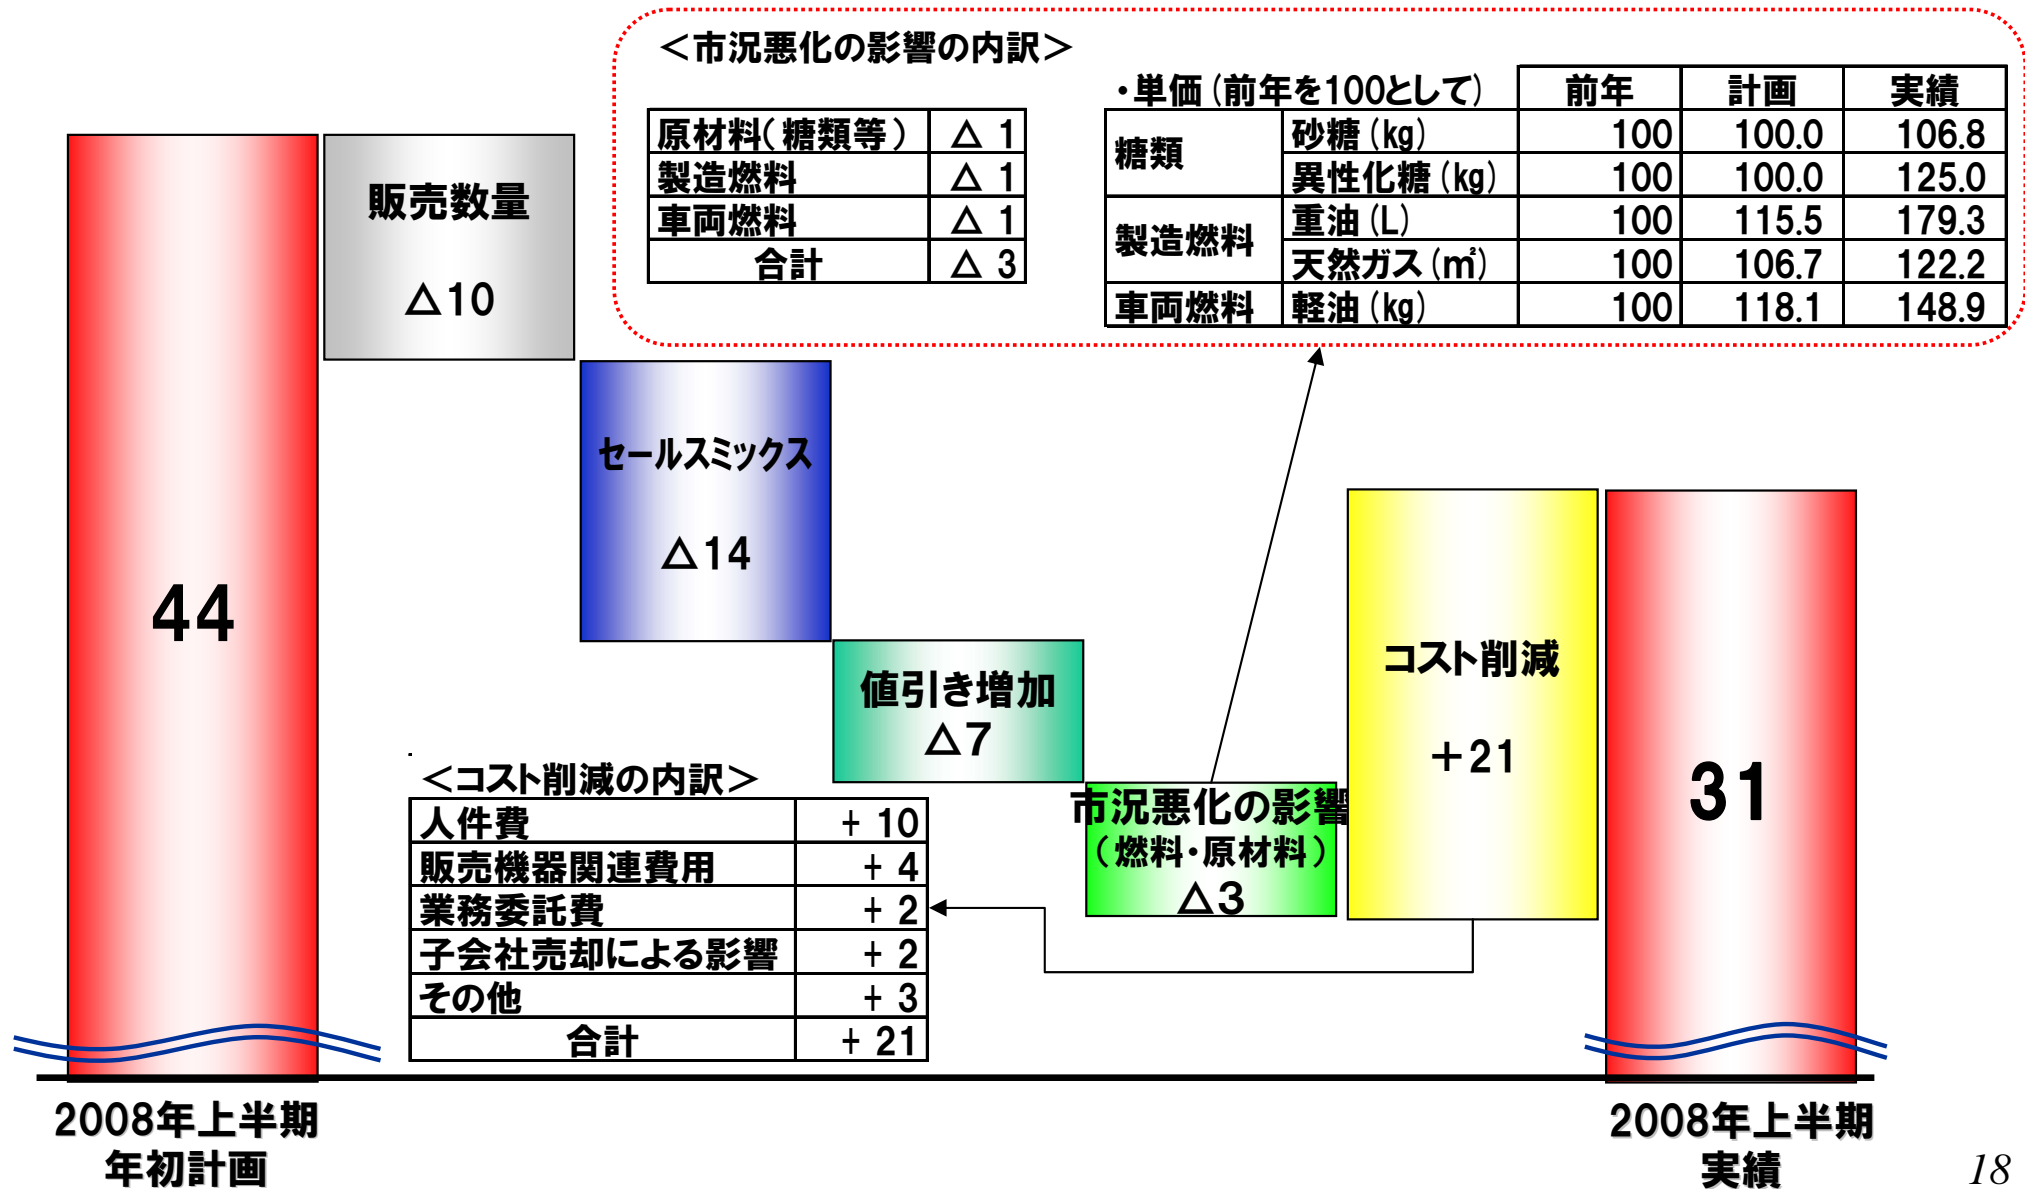 ＜市況悪化の影響の内訳＞
原材料(糖類等) △ 1
製造燃料 △ 1
車両燃料 △ 1
合計 △ 3
・単価(前年を100として) 前年 計画 実績
糖類 砂糖(kg) 100 100.0 106.8
異性化糖(kg) 100 100.0 125.0
製造燃料 重油(L) 100 115.5 179.3
天然ガス(㎡) 100 106.7 122.2
車両燃料 軽油(kg) 100 118.1 148.9
44
販売数量
△10
セールスミックス
△14
値引き増加
△7
市況悪化の影響
(燃料・原材料)
△3
コスト削減
＋21
31
＜コスト削減の内訳＞
人件費 + 10
販売機器関連費用 + 4
業務委託費 + 2
子会社売却による影響 + 2
その他 + 3
合計 + 21
2008年上半期
年初計画
2008年上半期
実績
18